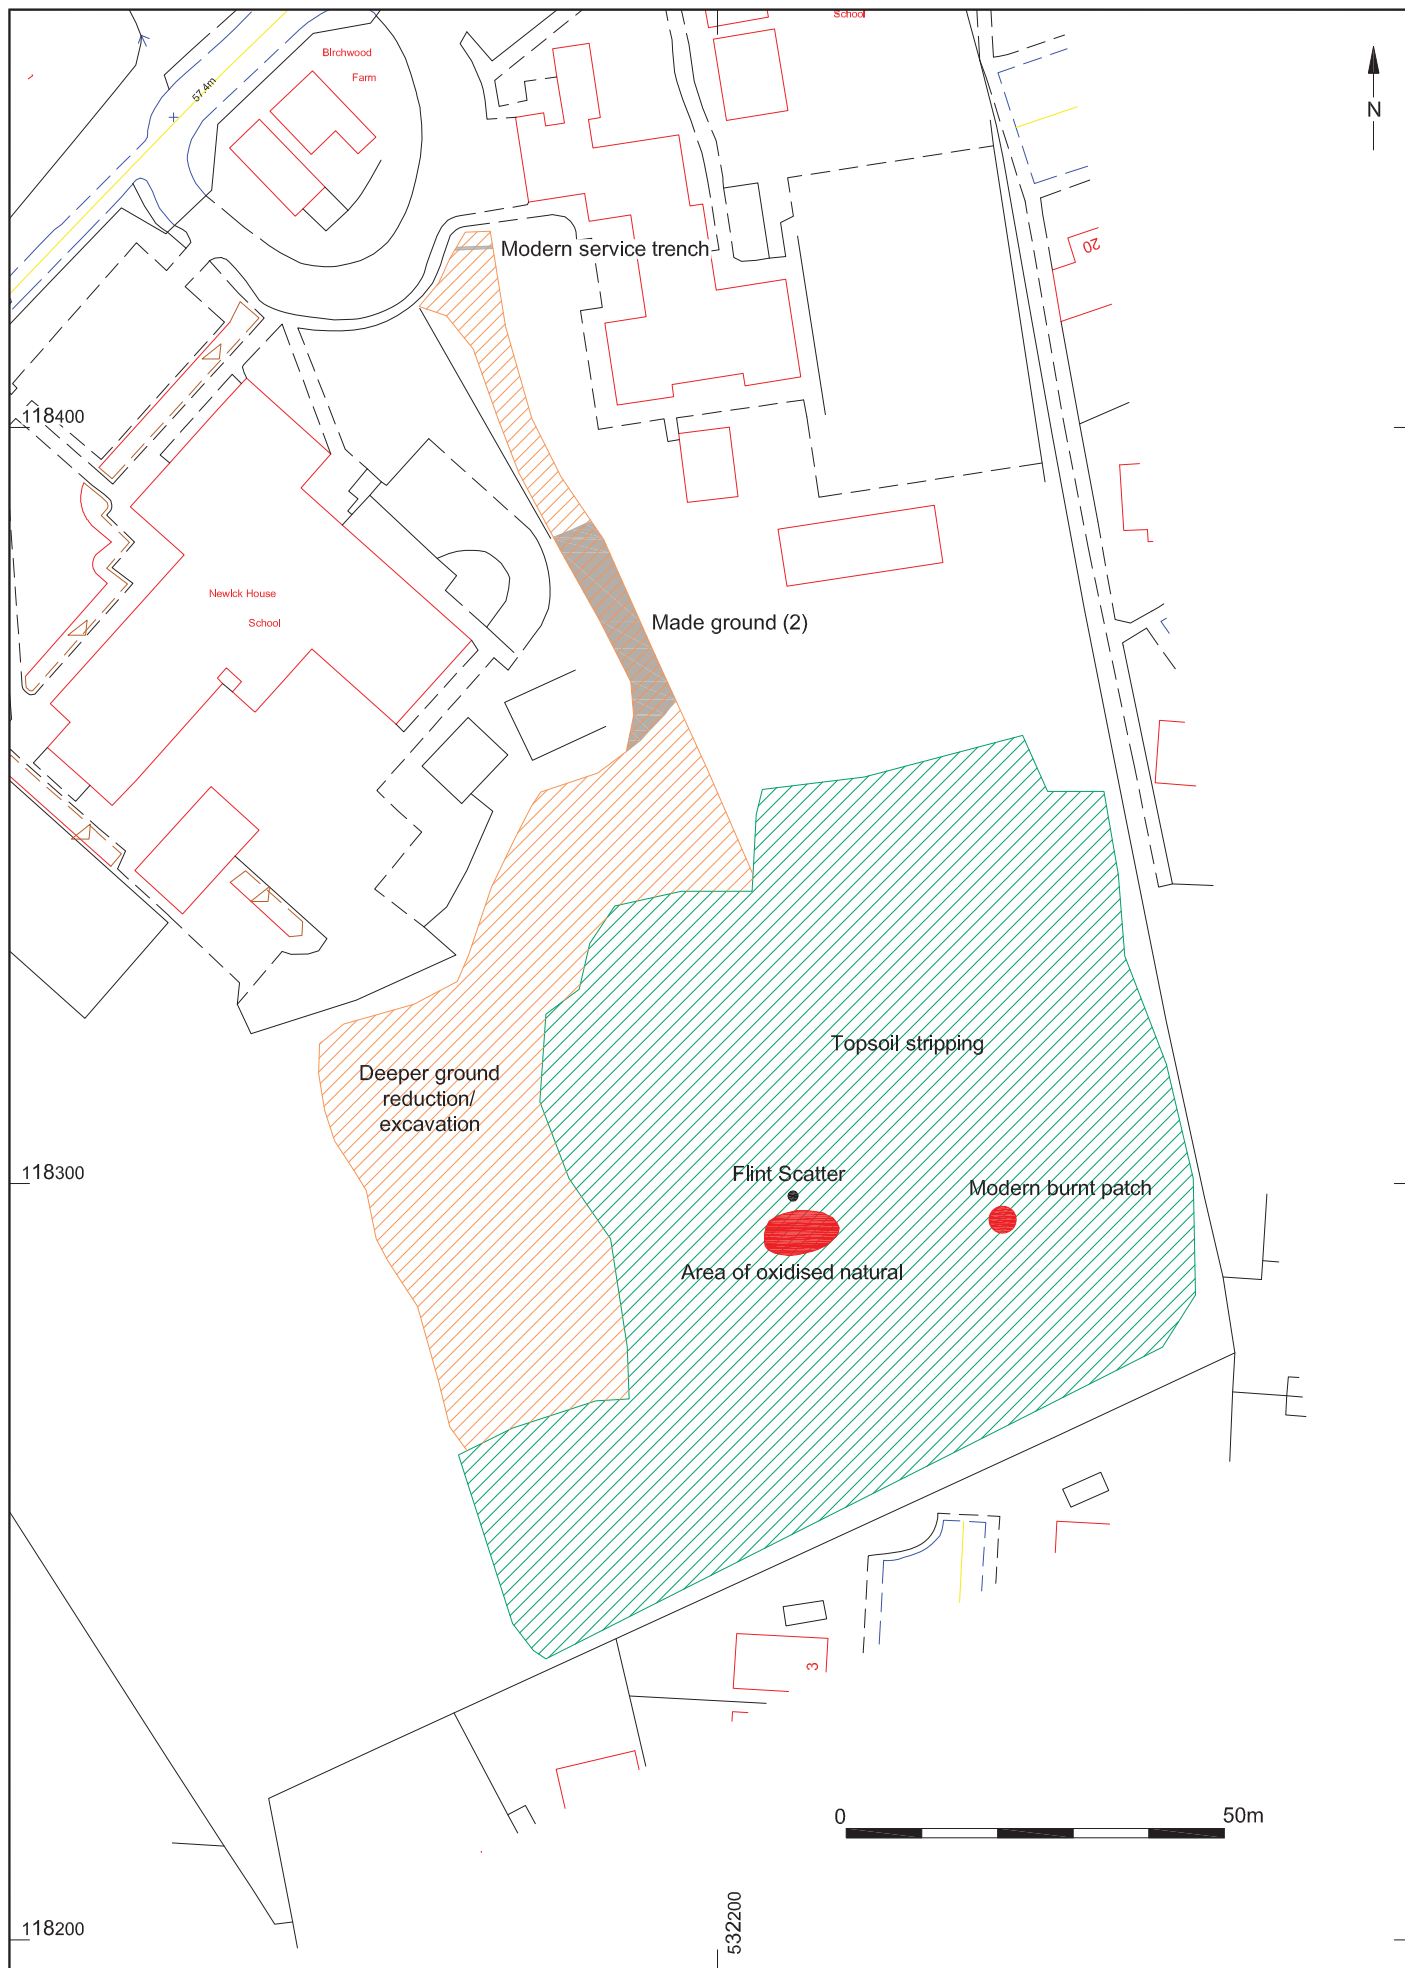 School
BIrchwood
Farm
57.4m
N
20
Modern service trench
118400
NewIck House
School
Made ground (2)
Topsoil stripping
Deeper ground
reduction/
excavation
118300
Flint Scatter
Modern burnt patch
Area of oxidised natural
3
0
50m
118200
532200